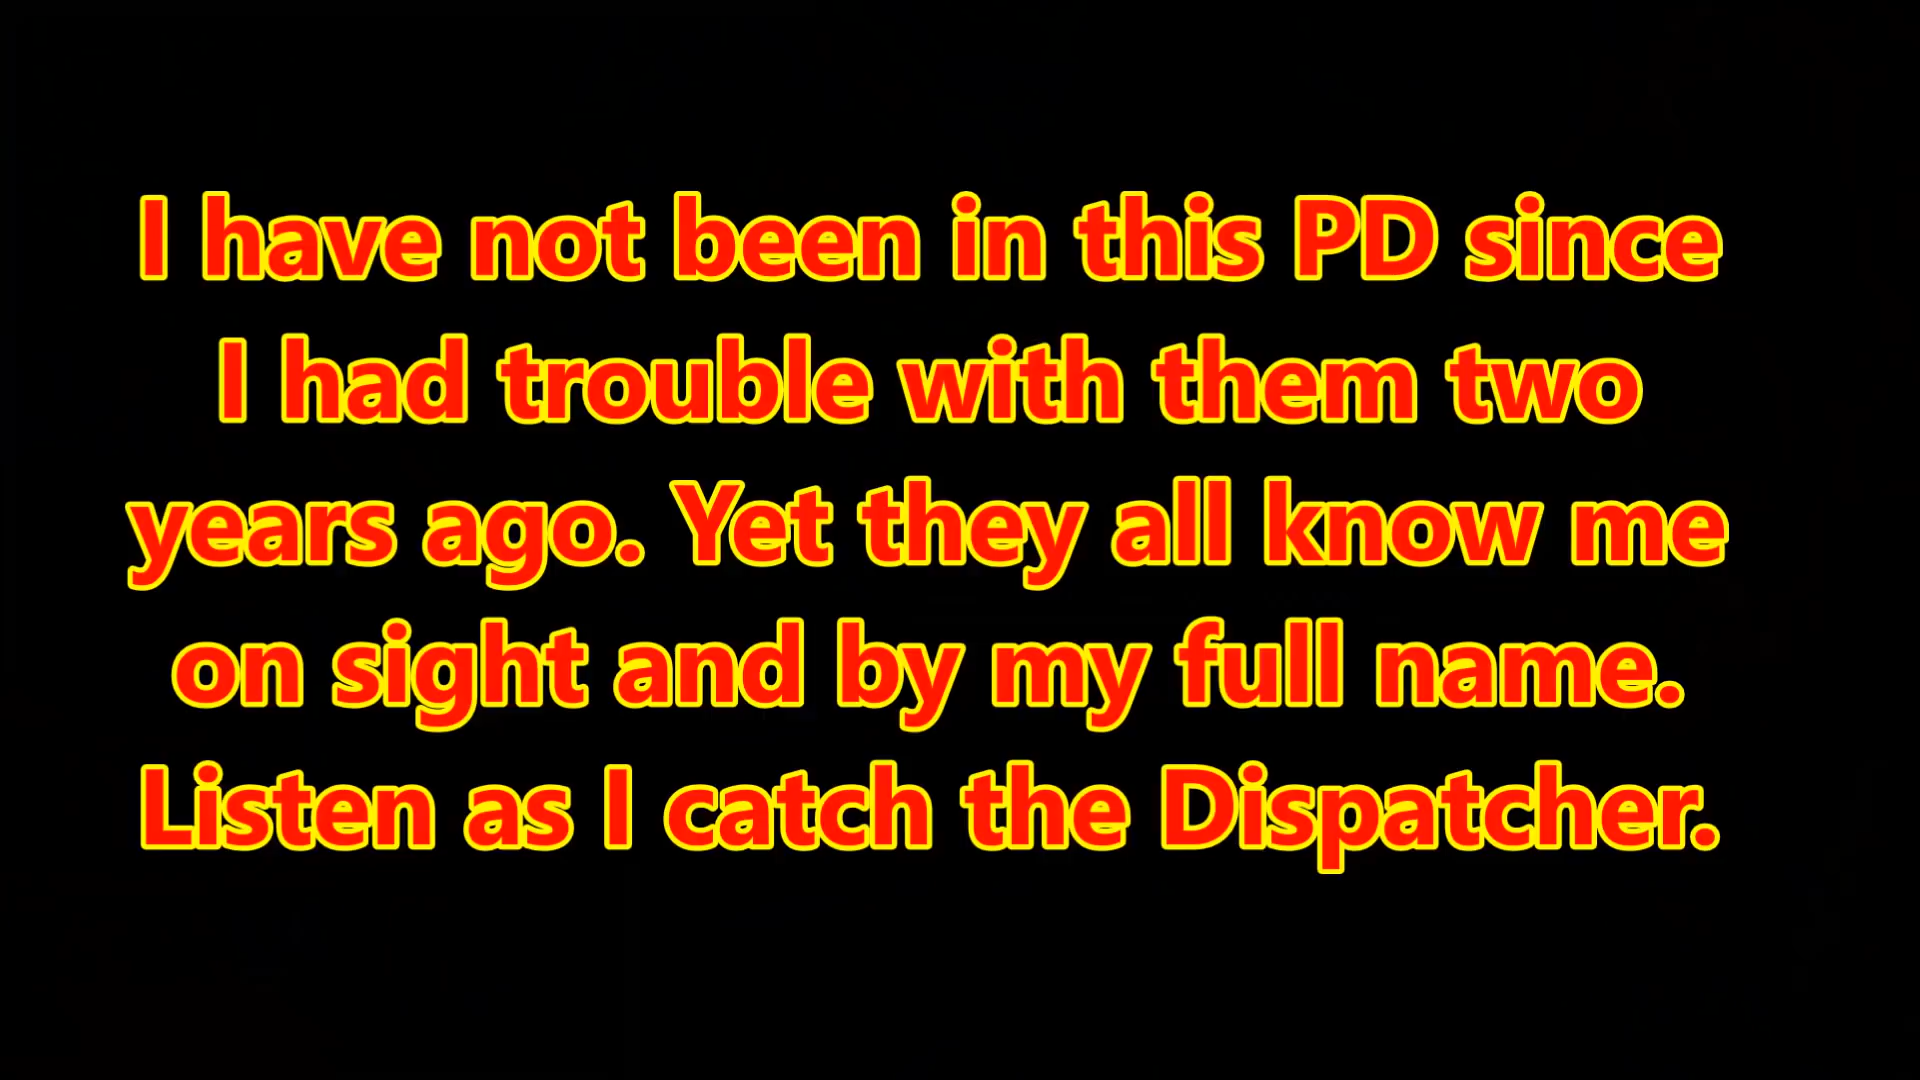 I have not been in this PD since
I had trouble with them two
years ago. Yet they all know me
on sight and by my full name.
Listen as I catch the Dispatcher.